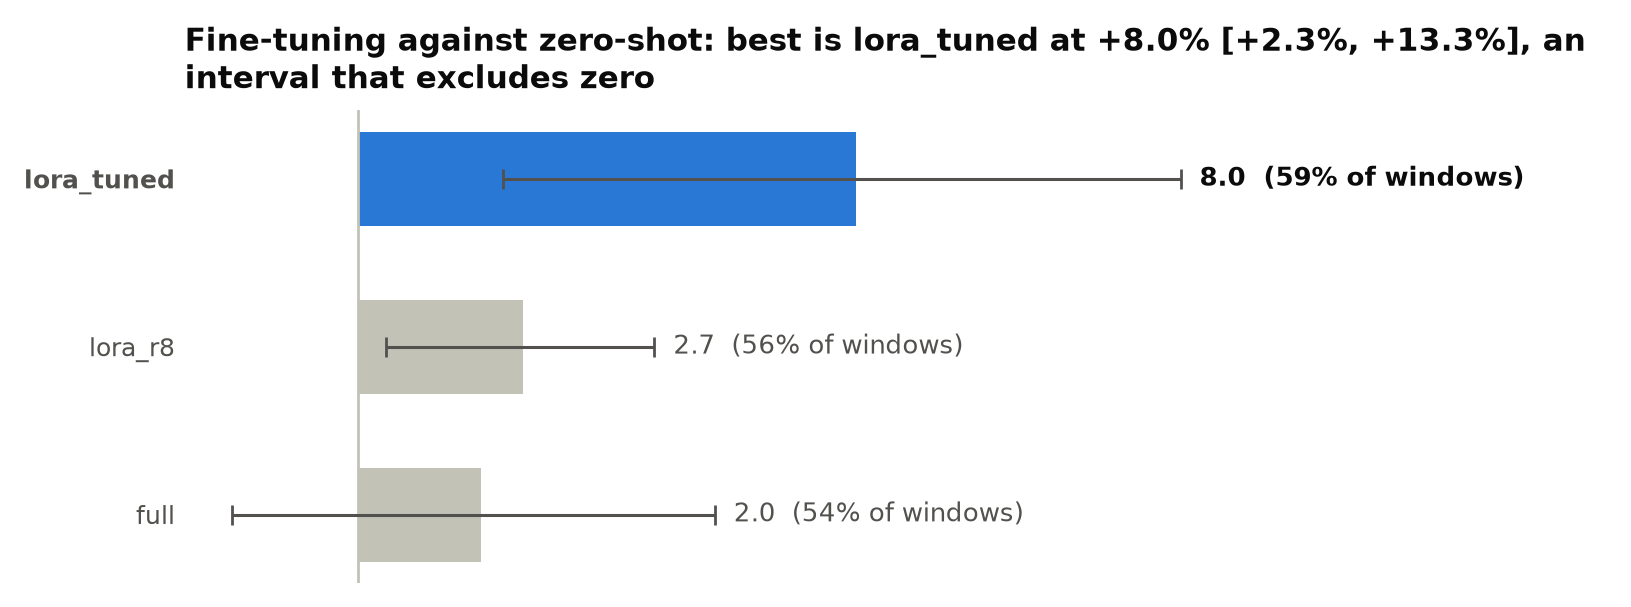 Fine-tuning against zero-shot: best is lora_tuned at +8.0% [+2.3%, +13.3%], an
interval that excludes zero
lora_tuned 8.0 (59% of windows)
lora_r8 2.7 (56% of windows)
full 2.0 (54% of windows)